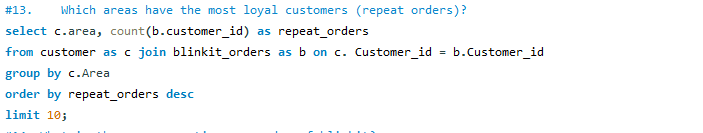 #13.    Which areas have the most loyal customers (repeat orders)?
select c.area, count(b.customer_id) as repeat_orders
from customer as c join blinkit_orders as b on c. Customer_id = b.Customer_id
group by c.Area
order by repeat_orders desc
limit 10;